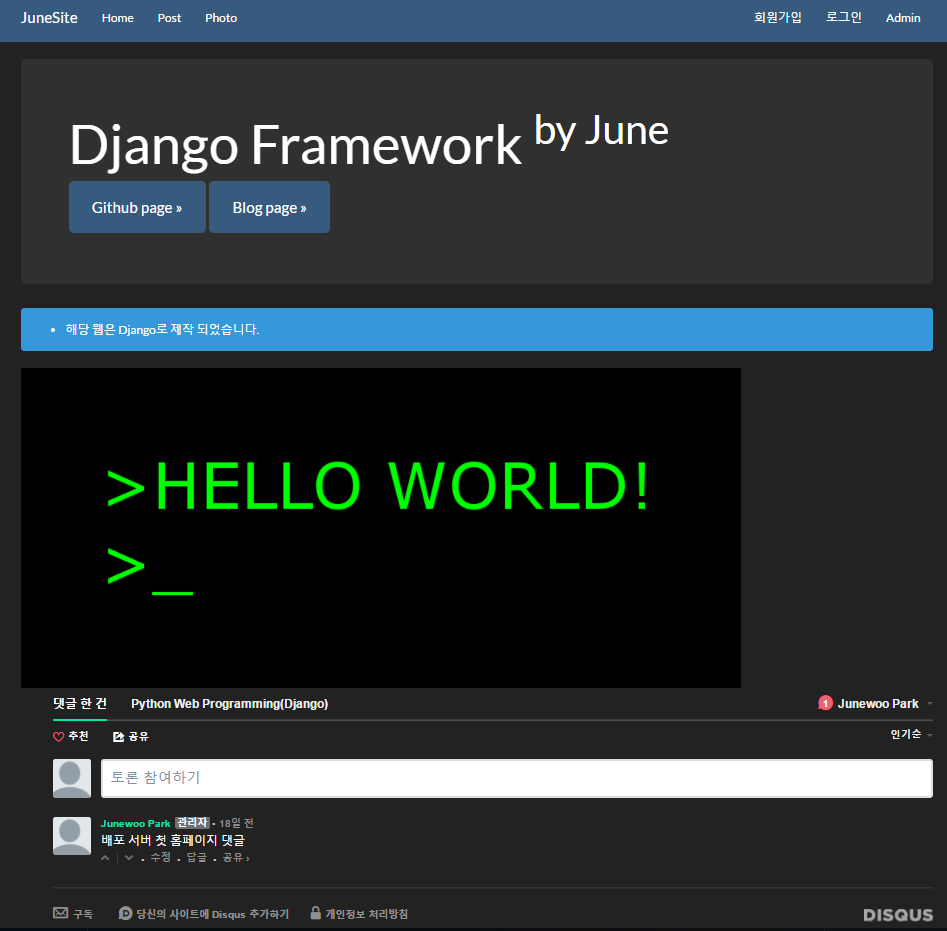 JuneSite Home Post Photo 회원가입 로그인 Admin
Django Framework by June
Github page » Blog page »
• 해당 웹은 Django로 제작 되었습니다.
>HELLO WORLD!
>_
댓글 한 건 Python Web Programming(Django) 1 Junewoo Park
추천 공유 인기순
토론 참여하기
Junewoo Park 관리자 • 18일 전
배포 서버 첫 홈페이지 댓글
• 수정 • 답글 • 공유 ›
구독 D 당신의 사이트에 Disqus 추가하기 개인정보 처리방침 DISQUS